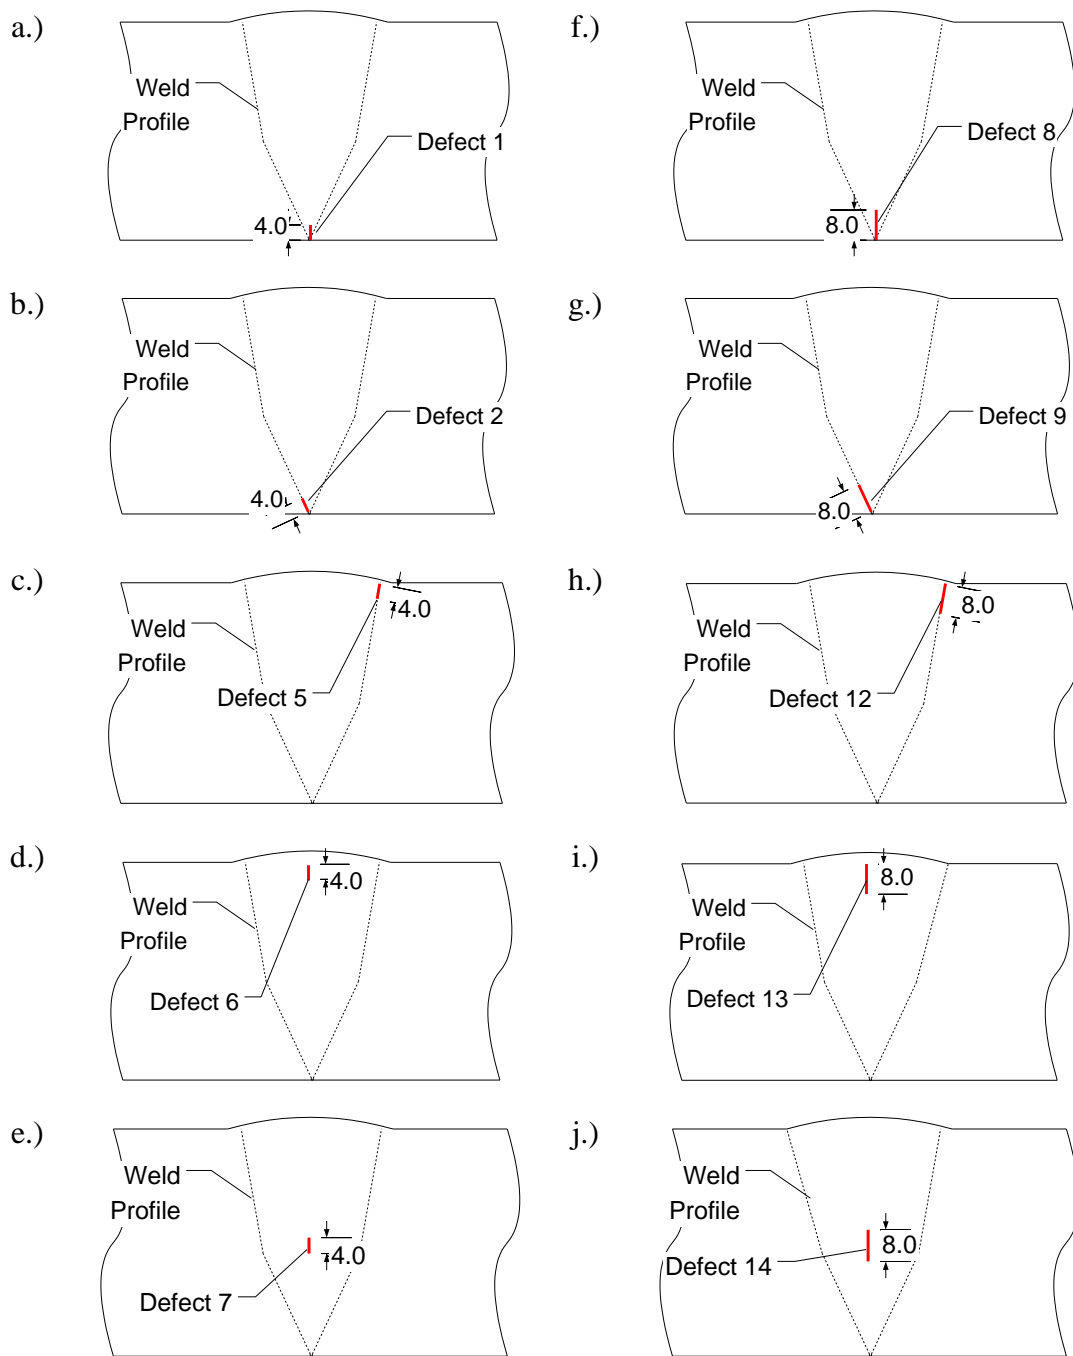 a.)
Weld
Profile
Defect 1
4.0
f.)
Weld
Profile
Defect 8
8.0
b.)
Weld
Profile
Defect 2
4.0
g.)
Weld
Profile
Defect 9
8.0
c.)
4.0
Weld
Profile
Defect 5
h.)
8.0
Weld
Profile
Defect 12
d.)
4.0
Weld
Profile
Defect 6
i.)
8.0
Weld
Profile
Defect 13
e.)
Weld
Profile
4.0
Defect 7
j.)
Weld
Profile
8.0
Defect 14